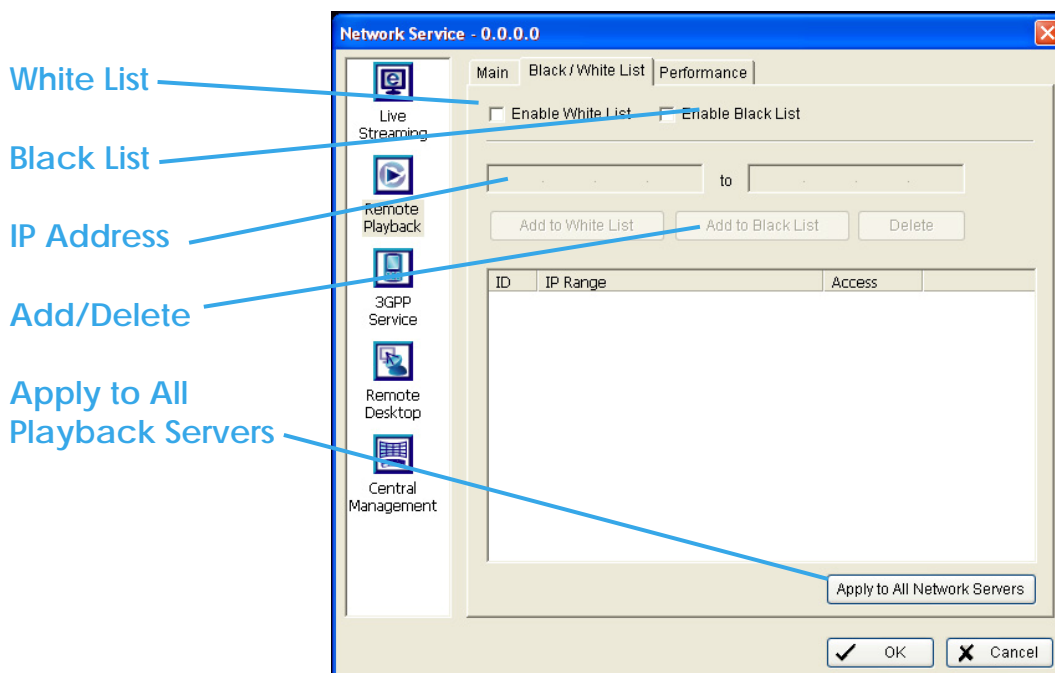 White List
Black List
IP Address
Add/Delete
Apply to All
Playback Servers
Network Service - 0.0.0.0
Live
Streaming
Remote
Playback
3GPP
Service
Remote
Desktop
Central
Management
Main Black / White List Performance
Enable White List Enable Black List
to
Add to White List Add to Black List Delete
ID IP Range Access
Apply to All Network Servers
OK Cancel